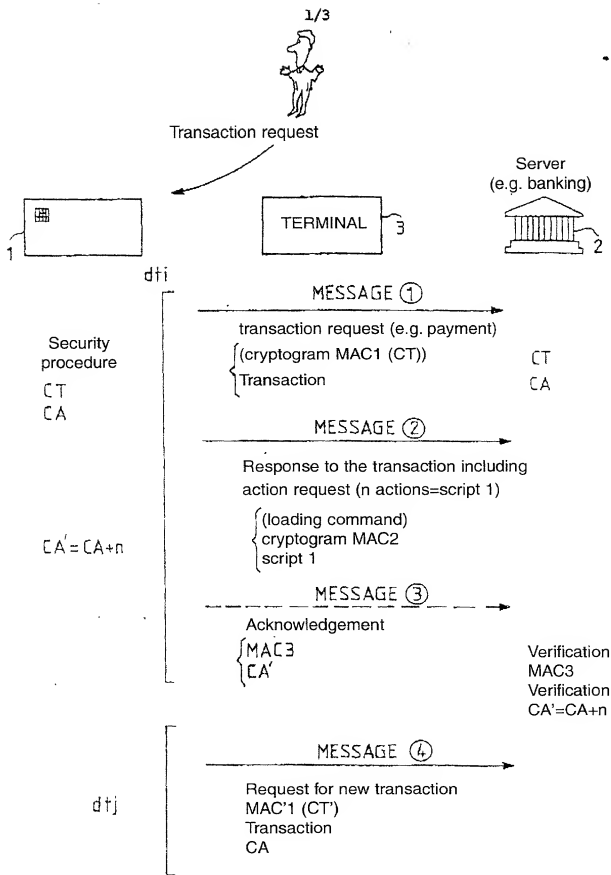 1/3
Transaction request
Server
(e.g. banking)
TERMINAL
1
3
2
dti
MESSAGE 1
transaction request (e.g. payment)
Security
procedure
CT
CA
(cryptogram MAC1 (CT))
Transaction
CT
CA
MESSAGE 2
Response to the transaction including
action request (n actions=script 1)
CA'=CA+n
(loading command)
cryptogram MAC2
script 1
MESSAGE 3
Acknowledgement
MAC3
CA'
Verification
MAC3
Verification
CA'=CA+n
MESSAGE 4
dtj
Request for new transaction
MAC'1 (CT')
Transaction
CA